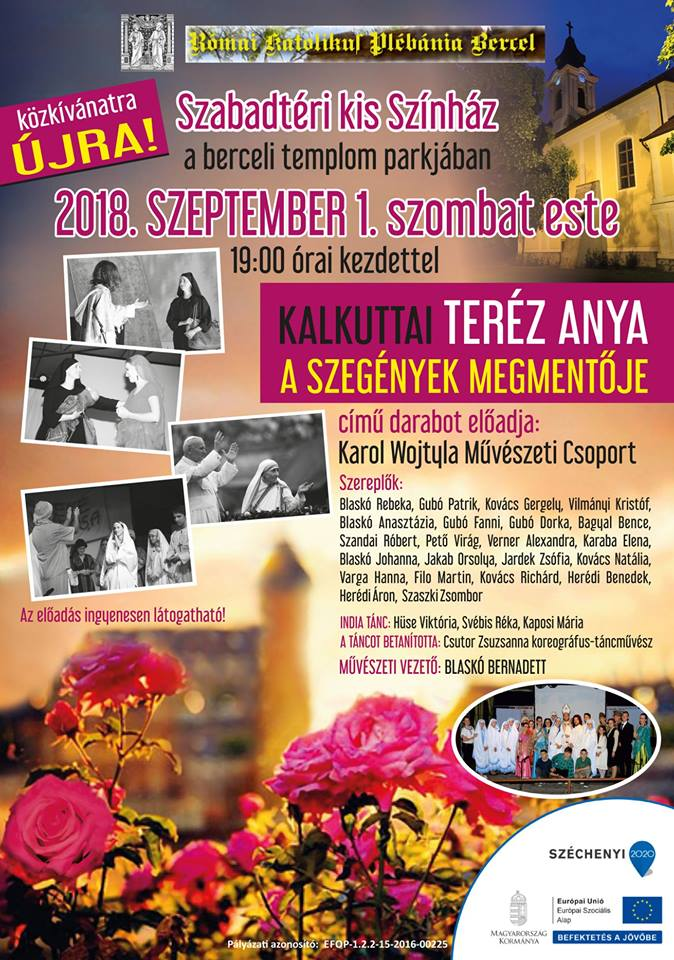 Római Katolikus Plébánia Bercel
közkívánatra
ÚJRA!
Szabadtéri kis Színház
a berceli templom parkjában
2018. SZEPTEMBER 1. szombat este
19:00 órai kezdettel
KALKUTTAI TERÉZ ANYA
A SZEGÉNYEK MEGMENTŐJE
című darabot előadja:
Karol Wojtyla Művészeti Csoport
Szereplők:
Blaskó Rebeka, Gubó Patrik, Kovács Gergely, Vilmányi Kristóf,
Blaskó Anasztázia, Gubó Fanni, Gubó Dorka, Bagyal Bence,
Szandai Róbert, Pető Virág, Verner Alexandra, Karaba Elena,
Blaskó Johanna, Jakab Orsolya, Jardek Zsófia, Kovács Natália,
Varga Hanna, Filo Martin, Kovács Richárd, Herédi Benedek,
Herédi Áron, Szaszki Zsombor
Az előadás ingyenesen látogatható!
INDIA TÁNC: Hüse Viktória, Svébis Réka, Kaposi Mária
A TÁNCOT BETANÍTOTTA: Csutor Zsuzsanna koreográfus-táncművész
MŰVÉSZETI VEZETŐ: BLASKÓ BERNADETT
SZÉCHENYI 2020
MAGYARORSZÁG
KORMÁNYA
Európai Unió
Európai Szociális
Alap
BEFEKTETÉS A JÖVŐBE
Pályázati azonosító: EFOP-1.2.2-15-2016-00225